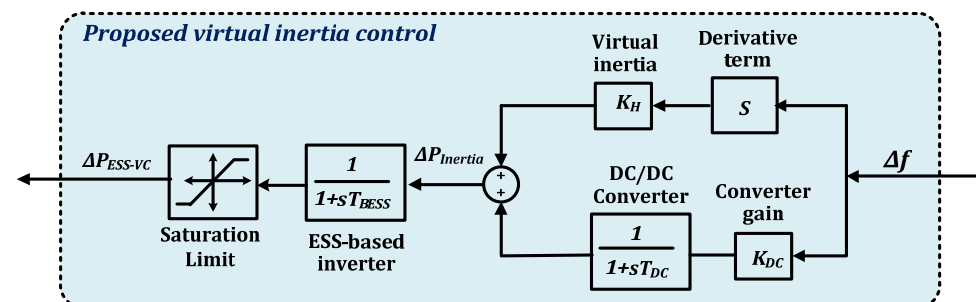 Proposed virtual inertia control
Virtual
inertia
Derivative
term
K_H
S
ΔP_ESS-VC
ΔP_Inertia
Δf
1
1+sT_BESS
+
+
DC/DC
Converter
Converter
gain
1
1+sT_DC
K_DC
Saturation
Limit
ESS-based
inverter